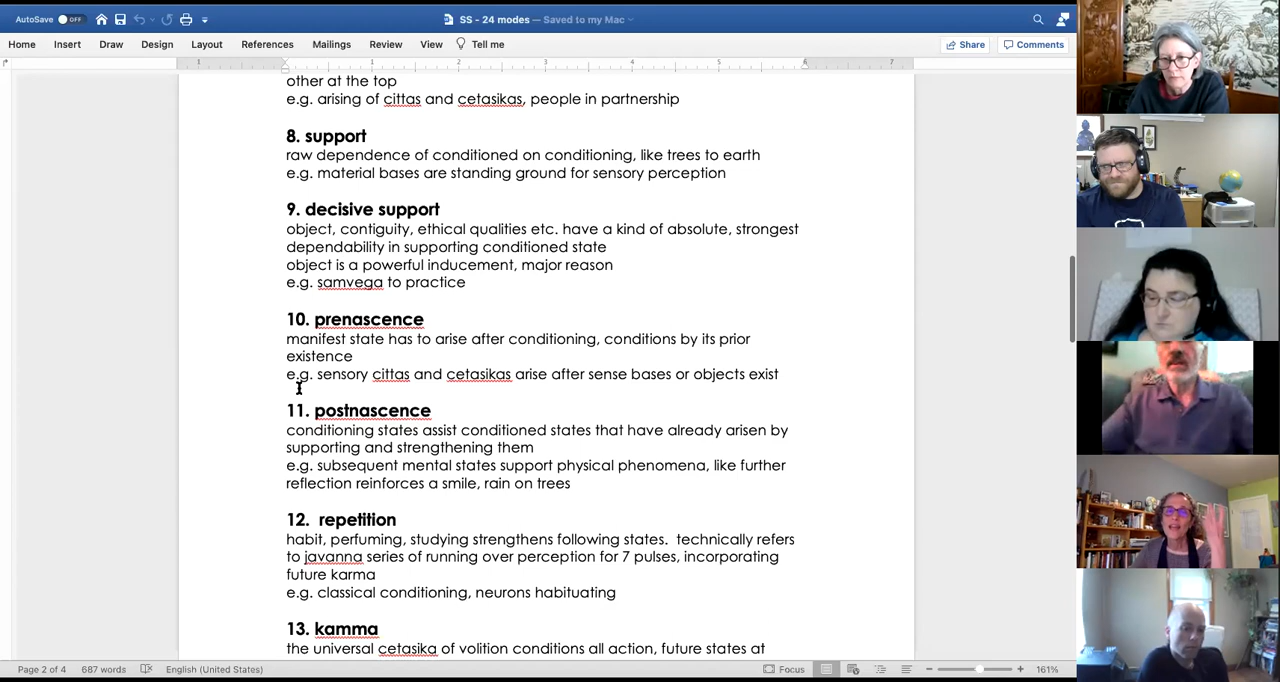 AutoSave OFF
SS - 24 modes — Saved to my Mac
Home Insert Draw Design Layout References Mailings Review View Tell me Share Comments
1 1 2 3 4 5 6 7
other at the top
e.g. arising of cittas and cetasikas, people in partnership
8. support
raw dependence of conditioned on conditioning, like trees to earth
e.g. material bases are standing ground for sensory perception
9. decisive support
object, contiguity, ethical qualities etc. have a kind of absolute, strongest
dependability in supporting conditioned state
object is a powerful inducement, major reason
e.g. samvega to practice
10. prenascence
manifest state has to arise after conditioning, conditions by its prior
existence
e.g. sensory cittas and cetasikas arise after sense bases or objects exist
11. postnascence
conditioning states assist conditioned states that have already arisen by
supporting and strengthening them
e.g. subsequent mental states support physical phenomena, like further
reflection reinforces a smile, rain on trees
12. repetition
habit, perfuming, studying strengthens following states. technically refers
to javanna series of running over perception for 7 pulses, incorporating
future karma
e.g. classical conditioning, neurons habituating
13. kamma
the universal cetasika of volition conditions all action, future states at
Page 2 of 4 687 words English (United States) Focus 161%